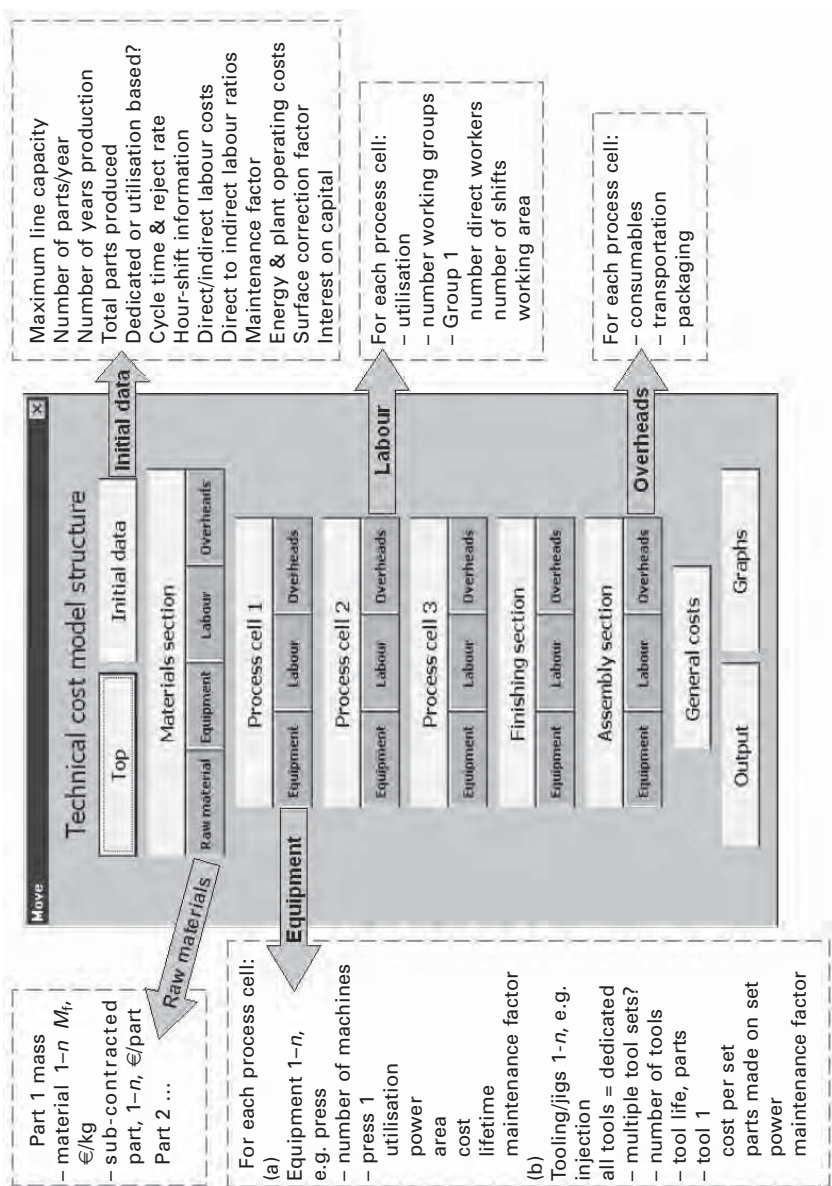 Part 1 mass
– material 1–n Mf,
€/kg
– sub-contracted
part, 1–n, €/part
Part 2 ...
Raw materials
For each process cell:
(a)
Equipment 1–n,
e.g. press
– number of machines
– press 1
utilisation
power
area
cost
lifetime
maintenance factor
(b)
Tooling/jigs 1-n, e.g.
injection
all tools = dedicated
– multiple tool sets?
– number of tools
– tool life, parts
– tool 1
cost per set
parts made on set
power
maintenance factor
Equipment
Move
x
Technical cost model structure
Top
Initial data
Materials section
Raw material
Equipment
Labour
Overheads
Process cell 1
Equipment
Labour
Overheads
Process cell 2
Equipment
Labour
Overheads
Process cell 3
Equipment
Labour
Overheads
Finishing section
Equipment
Labour
Overheads
Assembly section
Equipment
Labour
Overheads
General costs
Output
Graphs
Initial data
Maximum line capacity
Number of parts/year
Number of years production
Total parts produced
Dedicated or utilisation based?
Cycle time & reject rate
Hour-shift information
Direct/indirect labour costs
Direct to indirect labour ratios
Maintenance factor
Energy & plant operating costs
Surface correction factor
Interest on capital
Labour
For each process cell:
– utilisation
– number working groups
– Group 1
number direct workers
number of shifts
working area
Overheads
For each process cell:
– consumables
– transportation
– packaging